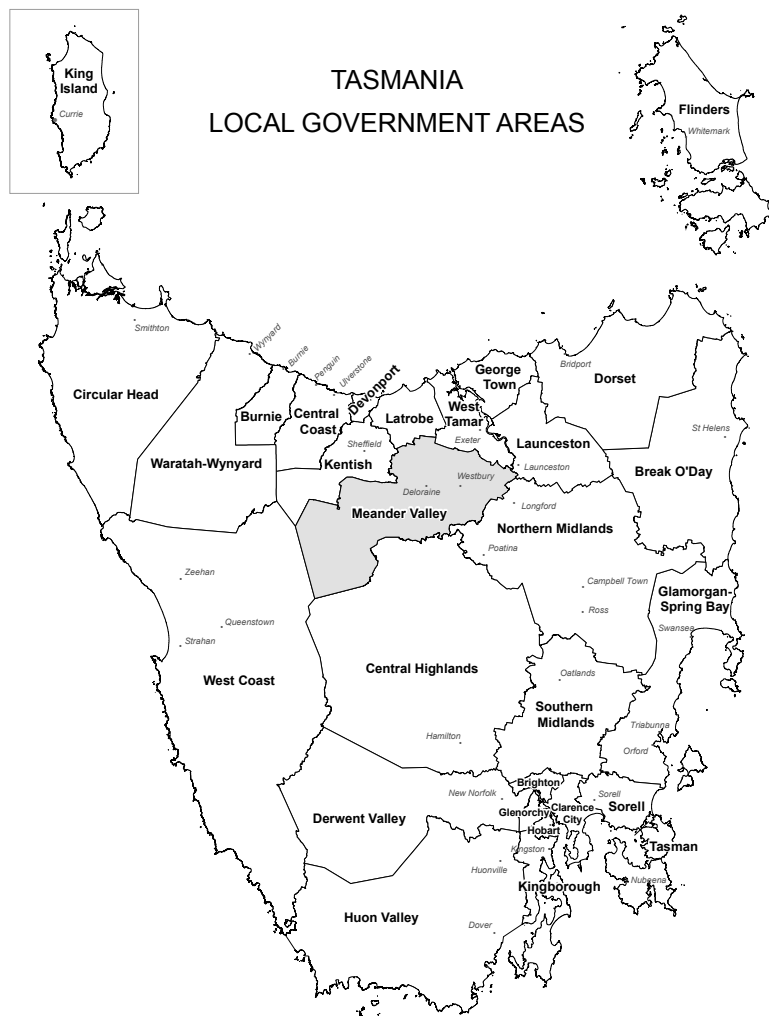 King
Island
Currie
TASMANIA
LOCAL GOVERNMENT AREAS
Flinders
Whitemark
Smithton
Wynyard
Burnie
Penguin
Ulverstone
Devonport
Circular Head
Burnie
Central
Coast
Latrobe
West
Tamar
George
Town
Bridport
Dorset
Exeter
Sheffield
Kentish
Waratah-Wynyard
Launceston
Launceston
St Helens
Break O'Day
Westbury
Deloraine
Meander Valley
Longford
Northern Midlands
Poatina
Campbell Town
Ross
Glamorgan-
Spring Bay
Swansea
Zeehan
Queenstown
Strahan
West Coast
Central Highlands
Oatlands
Southern
Midlands
Hamilton
Triabunna
Orford
Brighton
New Norfolk
Glenorchy
Clarence
City
Sorell
Sorell
Derwent Valley
Hobart
Kingston
Tasman
Huonville
Kingborough
Nubeena
Huon Valley
Dover